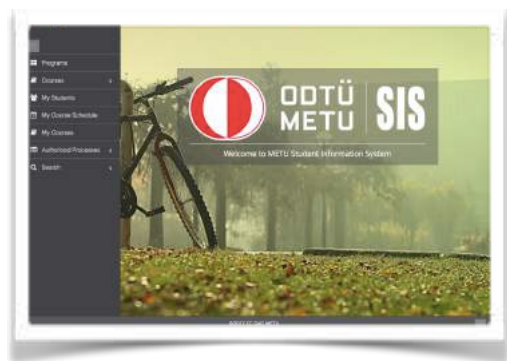 Programs
Courses
My Students
My Course Schedule
My Courses
Authorized Processes
Search
ODTÜ
METU
SIS
Welcome to METU Student Information System